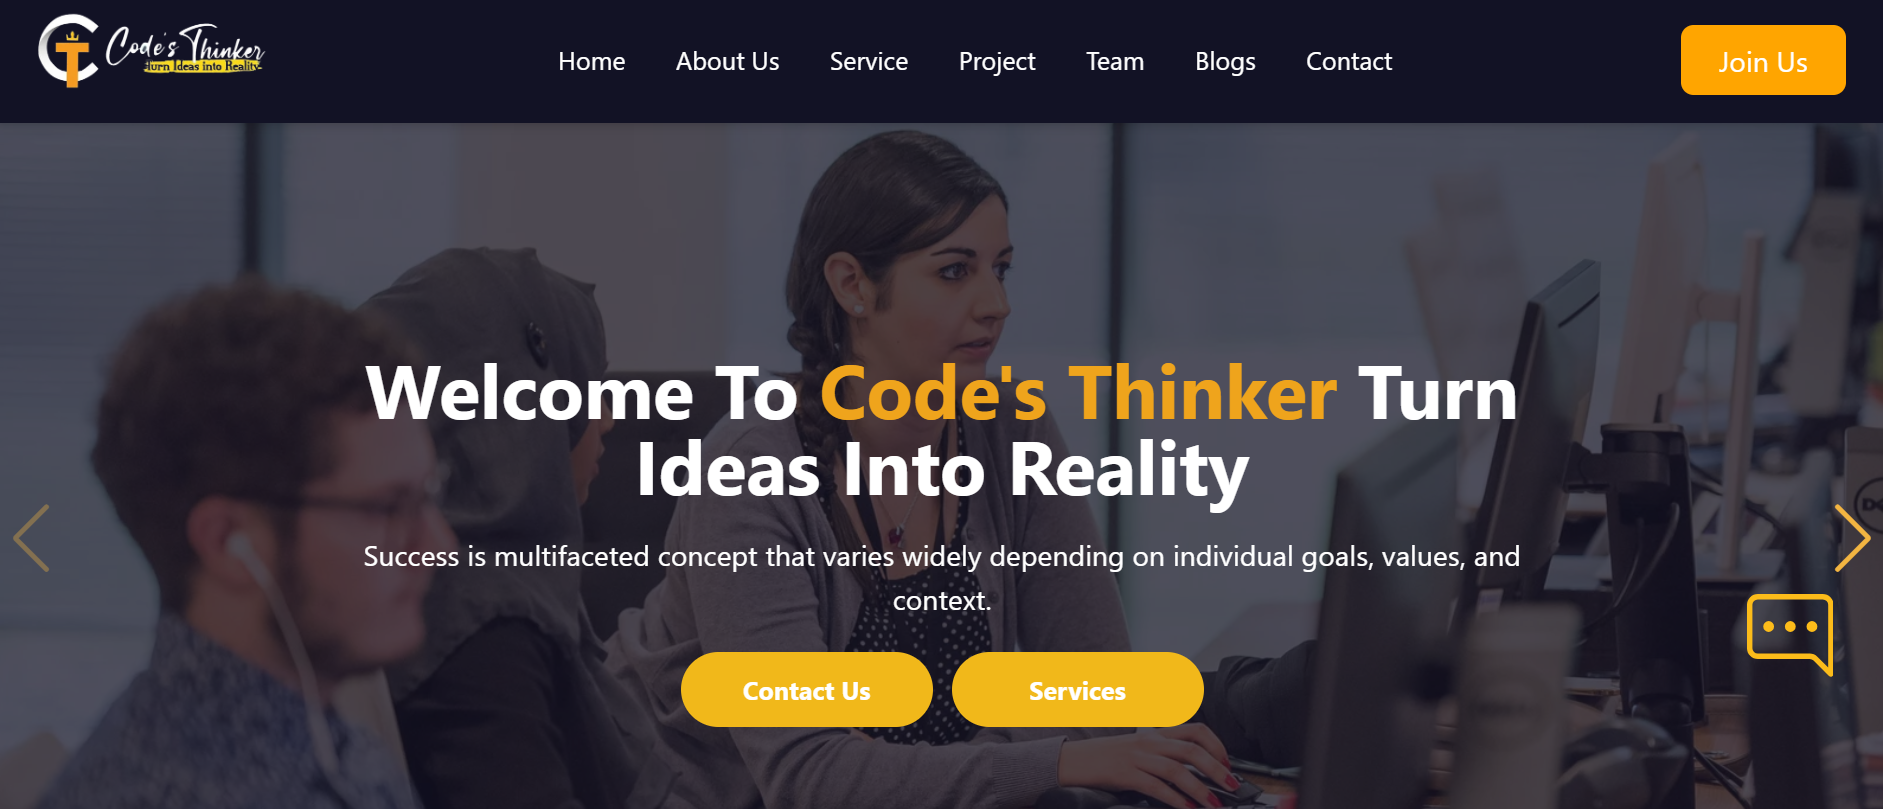 Code's Thinker
Turn Ideas into Reality
Home About Us Service Project Team Blogs Contact
Join Us
Welcome To Code's Thinker Turn
Ideas Into Reality
Success is multifaceted concept that varies widely depending on individual goals, values, and
context.
Contact Us Services